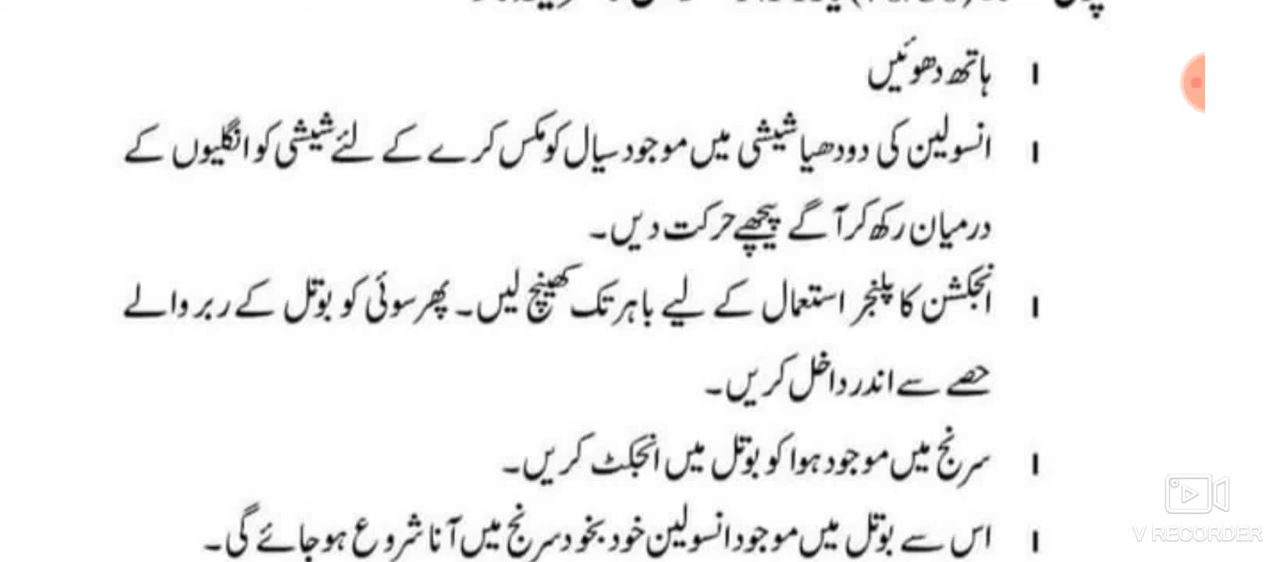 ا ہاتھ دھوئیں
ا انسولین کی دودھیا شیشی میں موجود سیال کو مکس کرے کے لئے شیشی کو انگلیوں کے
درمیان رکھ کر آگے پیچھے حرکت دیں۔
ا انجکشن کا پلنجر استعمال کے لیے باہر تک کھینچ لیں۔ پھر سوئی کو بوتل کے ربر والے
حصے سے اندر داخل کریں۔
ا سرنج میں موجود ہوا کو بوتل میں انجکٹ کریں۔
ا اس سے بوتل میں موجود انسولین خود بخود سرنج میں آنا شروع ہو جائے گی۔
V RECORDER